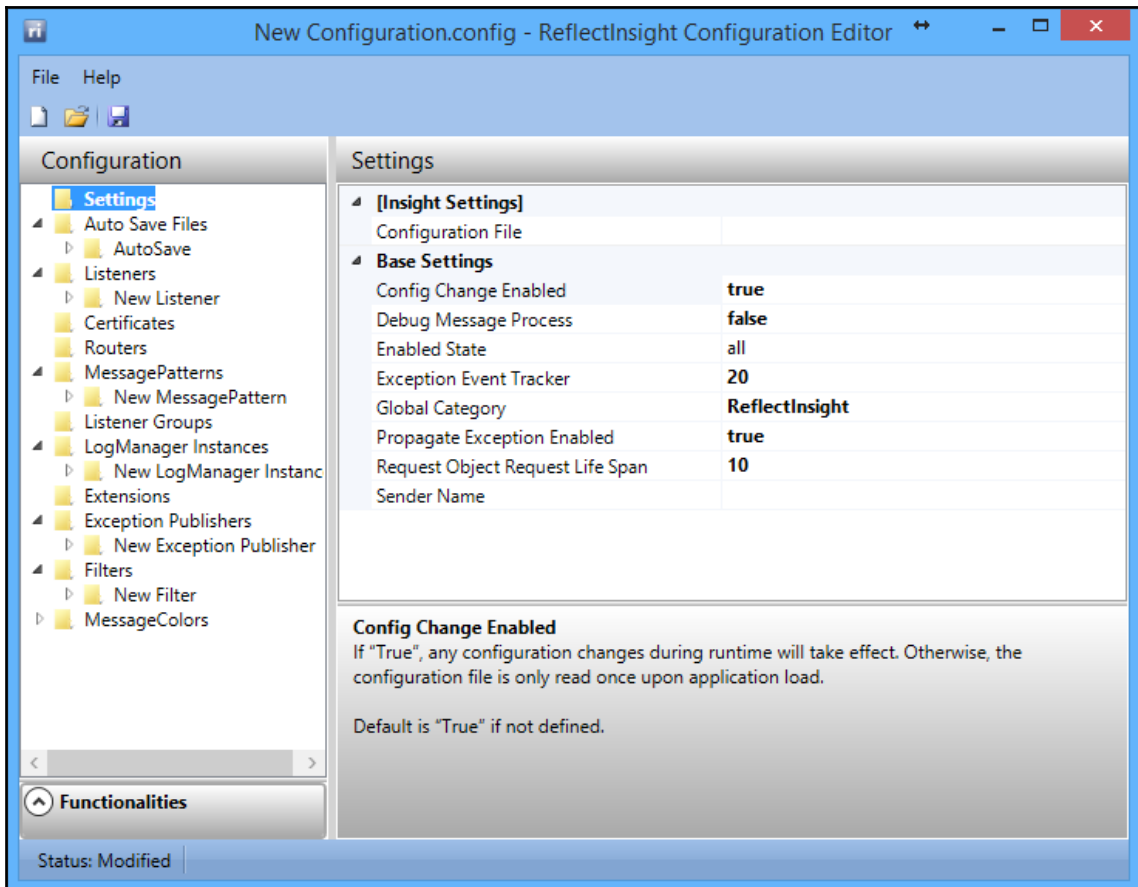 ri
New Configuration.config - ReflectInsight Configuration Editor
File Help
Configuration
Settings
Auto Save Files
AutoSave
Listeners
New Listener
Certificates
Routers
MessagePatterns
New MessagePattern
Listener Groups
LogManager Instances
New LogManager Instanc
Extensions
Exception Publishers
New Exception Publisher
Filters
New Filter
MessageColors
Functionalities
Settings
[Insight Settings]
Configuration File
Base Settings
Config Change Enabled true
Debug Message Process false
Enabled State all
Exception Event Tracker 20
Global Category ReflectInsight
Propagate Exception Enabled true
Request Object Request Life Span 10
Sender Name
Config Change Enabled
If “True”, any configuration changes during runtime will take effect. Otherwise, the
configuration file is only read once upon application load.
Default is “True” if not defined.
Status: Modified